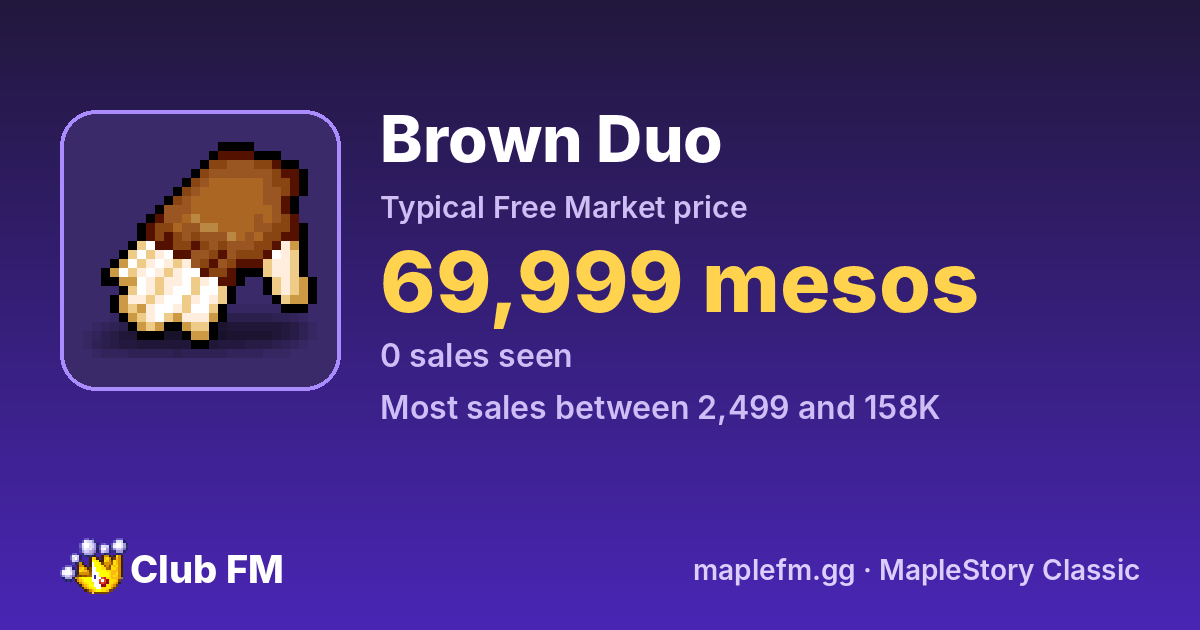 Brown Duo
Typical Free Market price
69,999 mesos
0 sales seen
Most sales between 2,499 and 158K
Club FM
maplefm.gg · MapleStory Classic